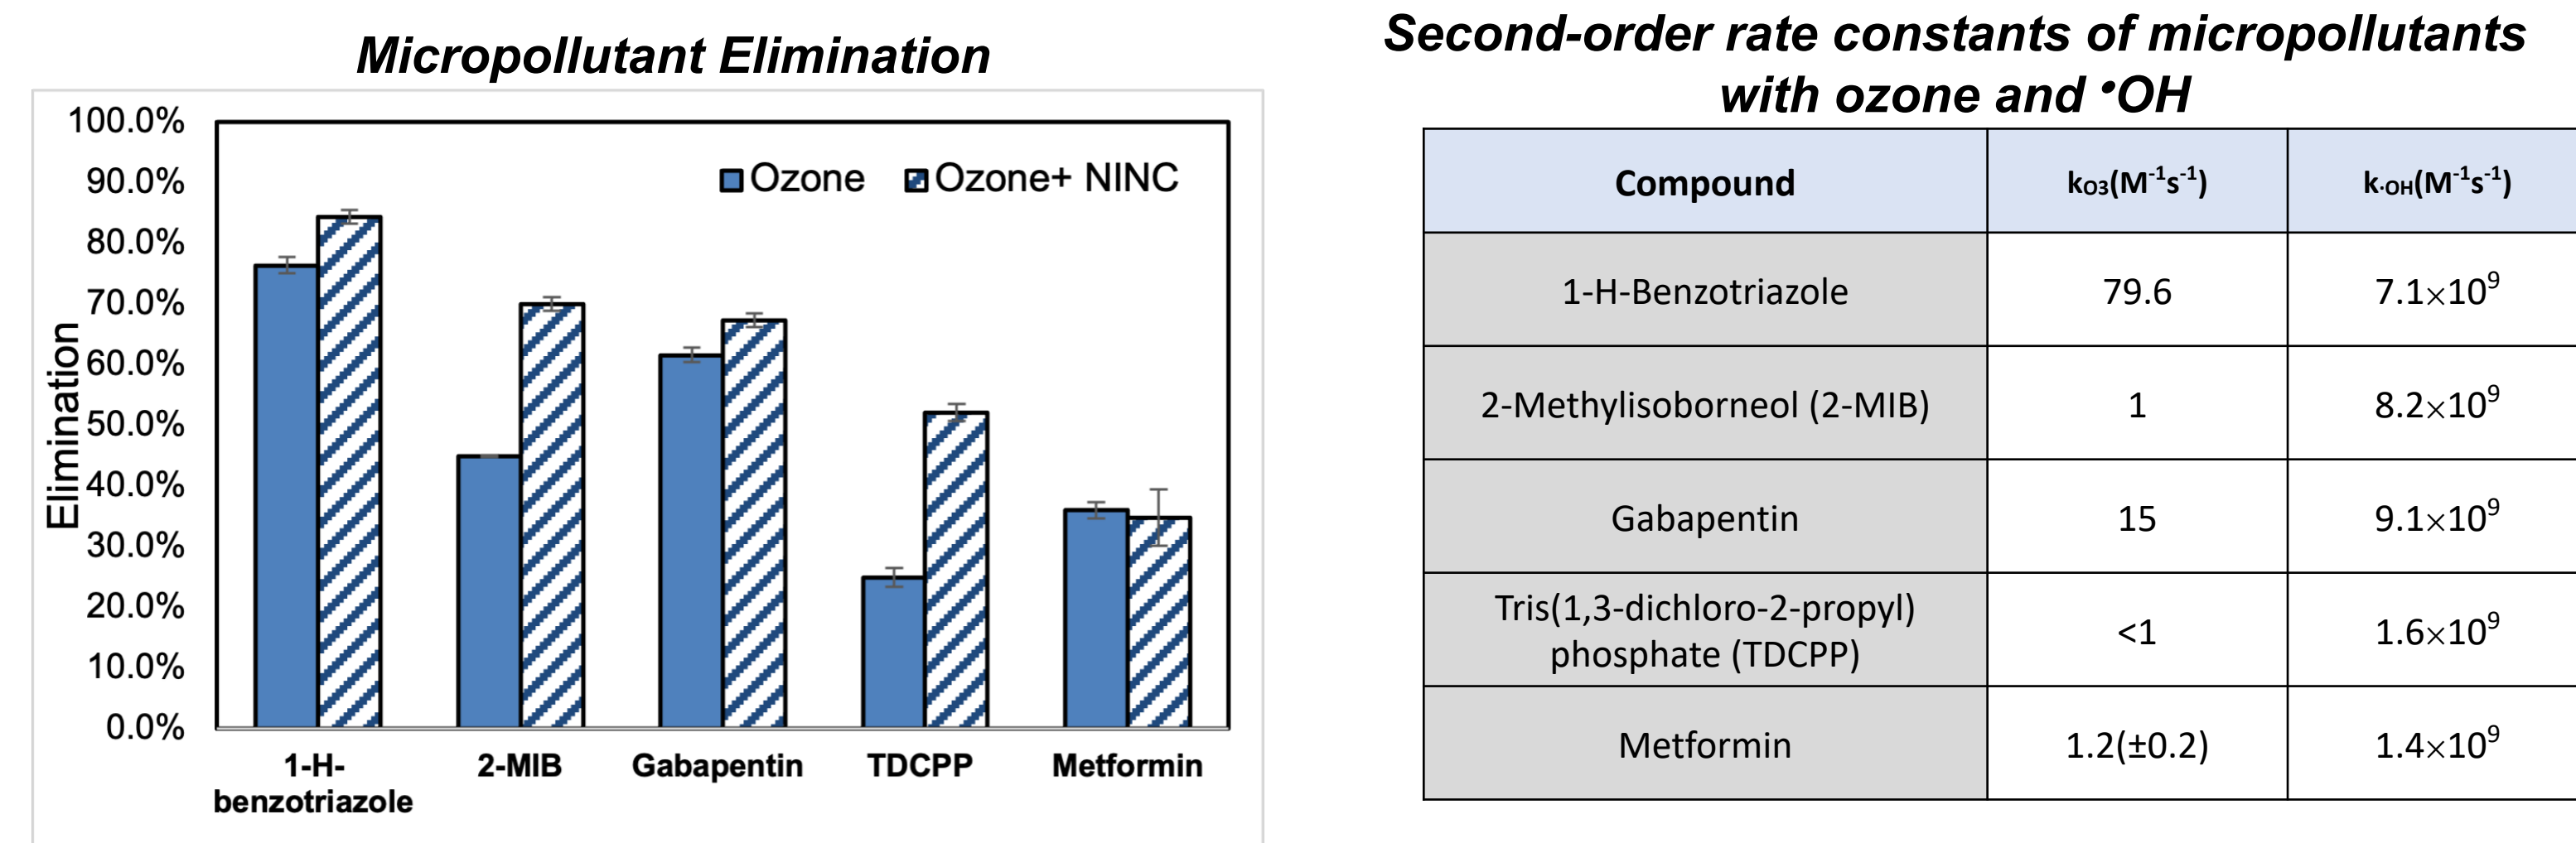 Micropollutant Elimination
100.0%
90.0%
80.0%
70.0%
60.0%
50.0%
40.0%
30.0%
20.0%
10.0%
0.0%
Elimination
Ozone
Ozone+ NINC
1-H-
benzotriazole
2-MIB
Gabapentin
TDCPP
Metformin
Second-order rate constants of micropollutants
with ozone and •OH
Compound kO3(M⁻¹s⁻¹) k·OH(M⁻¹s⁻¹)
1-H-Benzotriazole 79.6 7.1×10⁹
2-Methylisoborneol (2-MIB) 1 8.2×10⁹
Gabapentin 15 9.1×10⁹
Tris(1,3-dichloro-2-propyl)
phosphate (TDCPP) <1 1.6×10⁹
Metformin 1.2(±0.2) 1.4×10⁹